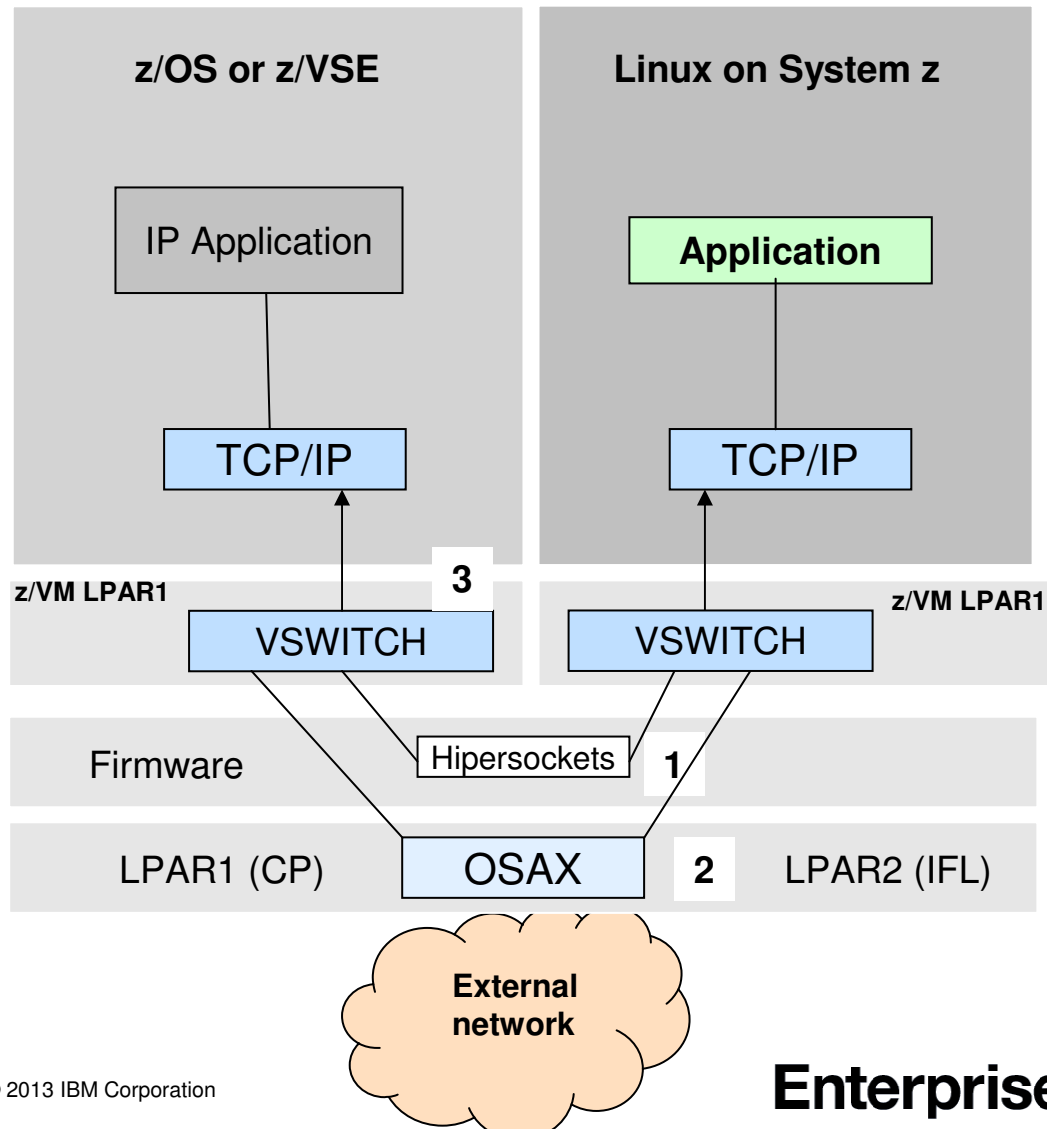 z/OS or z/VSE
Linux on System z
IP Application
Application
TCP/IP
TCP/IP
z/VM LPAR1
3
z/VM LPAR1
VSWITCH
VSWITCH
Firmware
Hipersockets
1
LPAR1 (CP)
OSAX
2
LPAR2 (IFL)
External
network
2013 IBM Corporation
Enterprise